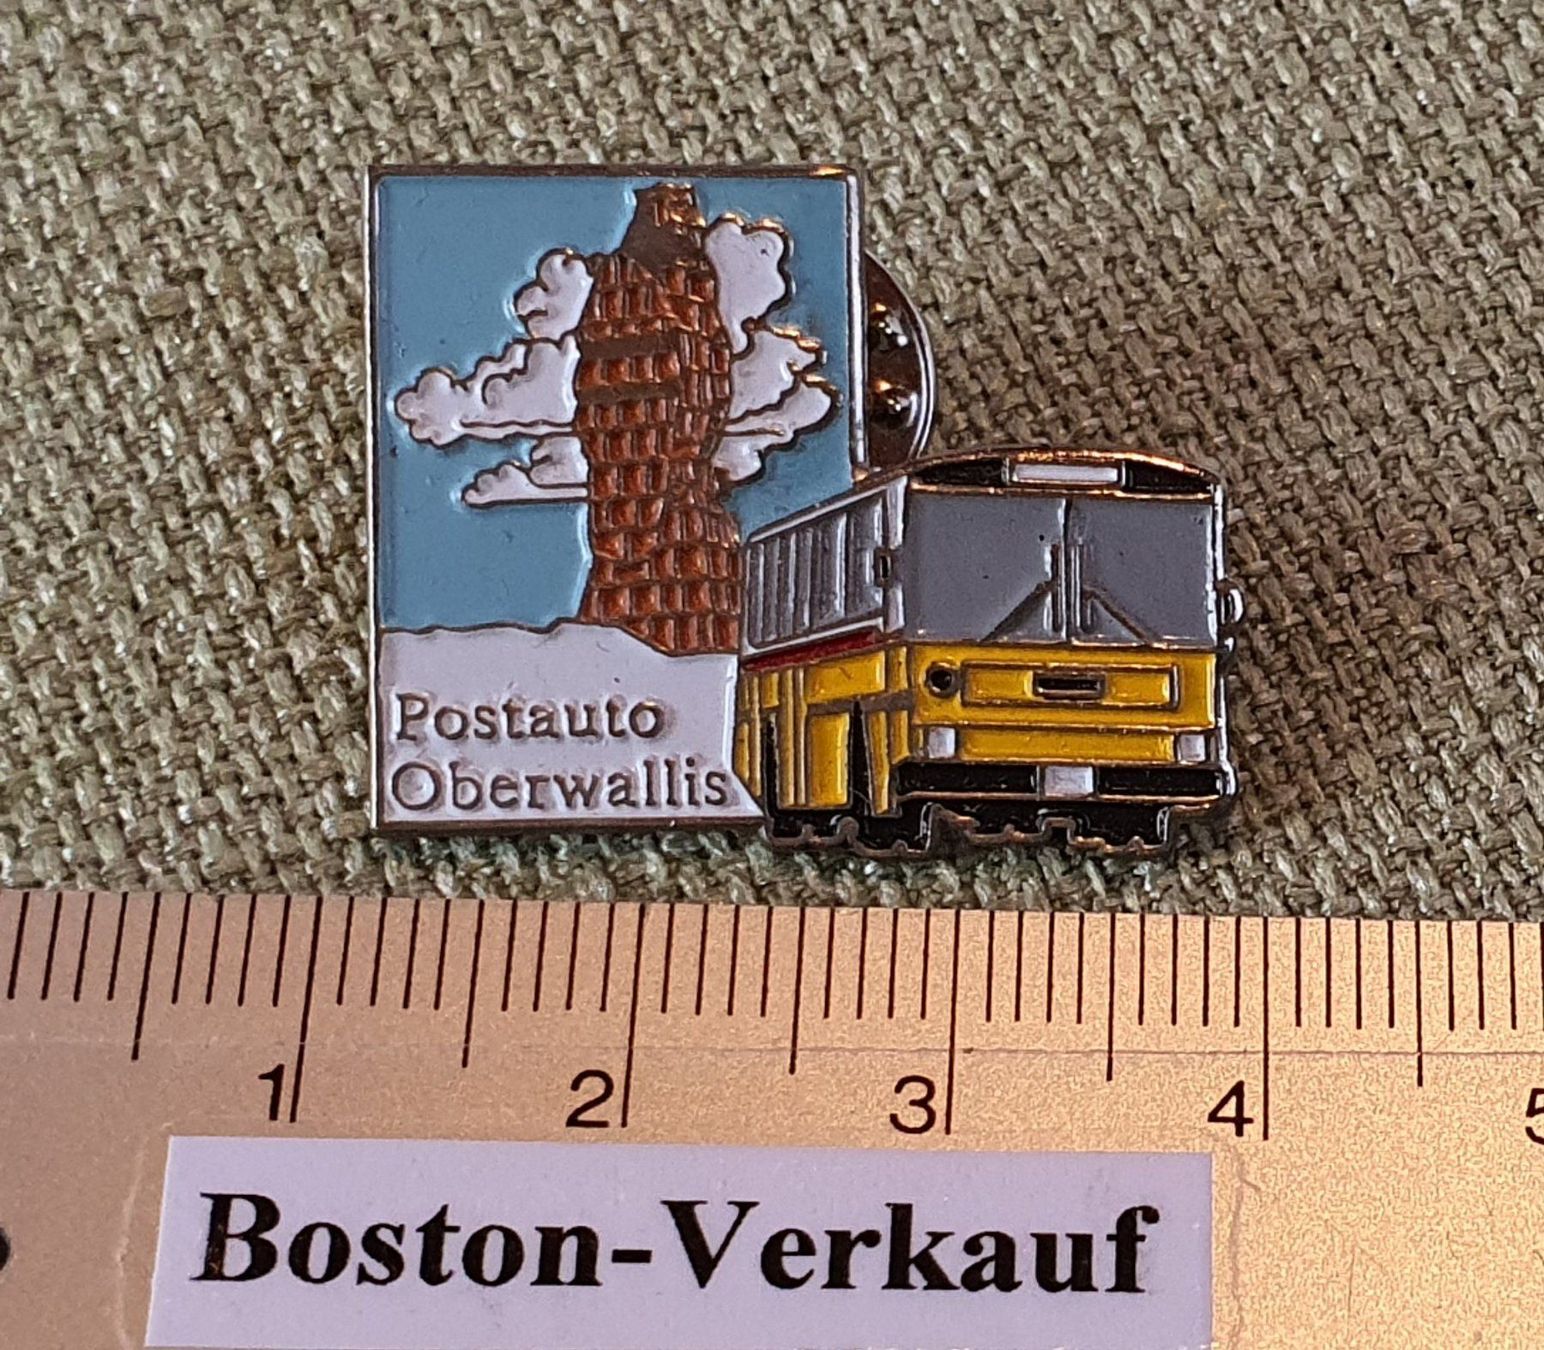 Postauto
Oberwallis
1 2 3 4 5
Boston-Verkauf